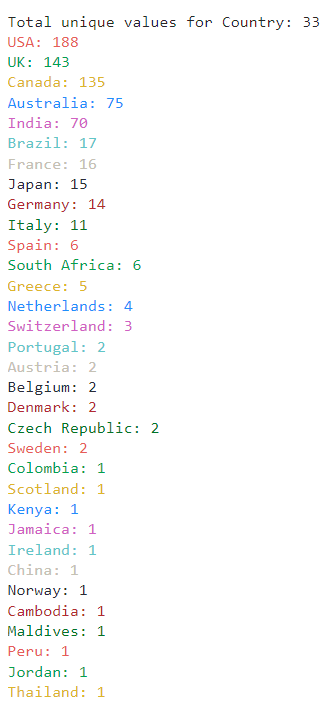 Total unique values for Country: 33
USA: 188
UK: 143
Canada: 135
Australia: 75
India: 70
Brazil: 17
France: 16
Japan: 15
Germany: 14
Italy: 11
Spain: 6
South Africa: 6
Greece: 5
Netherlands: 4
Switzerland: 3
Portugal: 2
Austria: 2
Belgium: 2
Denmark: 2
Czech Republic: 2
Sweden: 2
Colombia: 1
Scotland: 1
Kenya: 1
Jamaica: 1
Ireland: 1
China: 1
Norway: 1
Cambodia: 1
Maldives: 1
Peru: 1
Jordan: 1
Thailand: 1